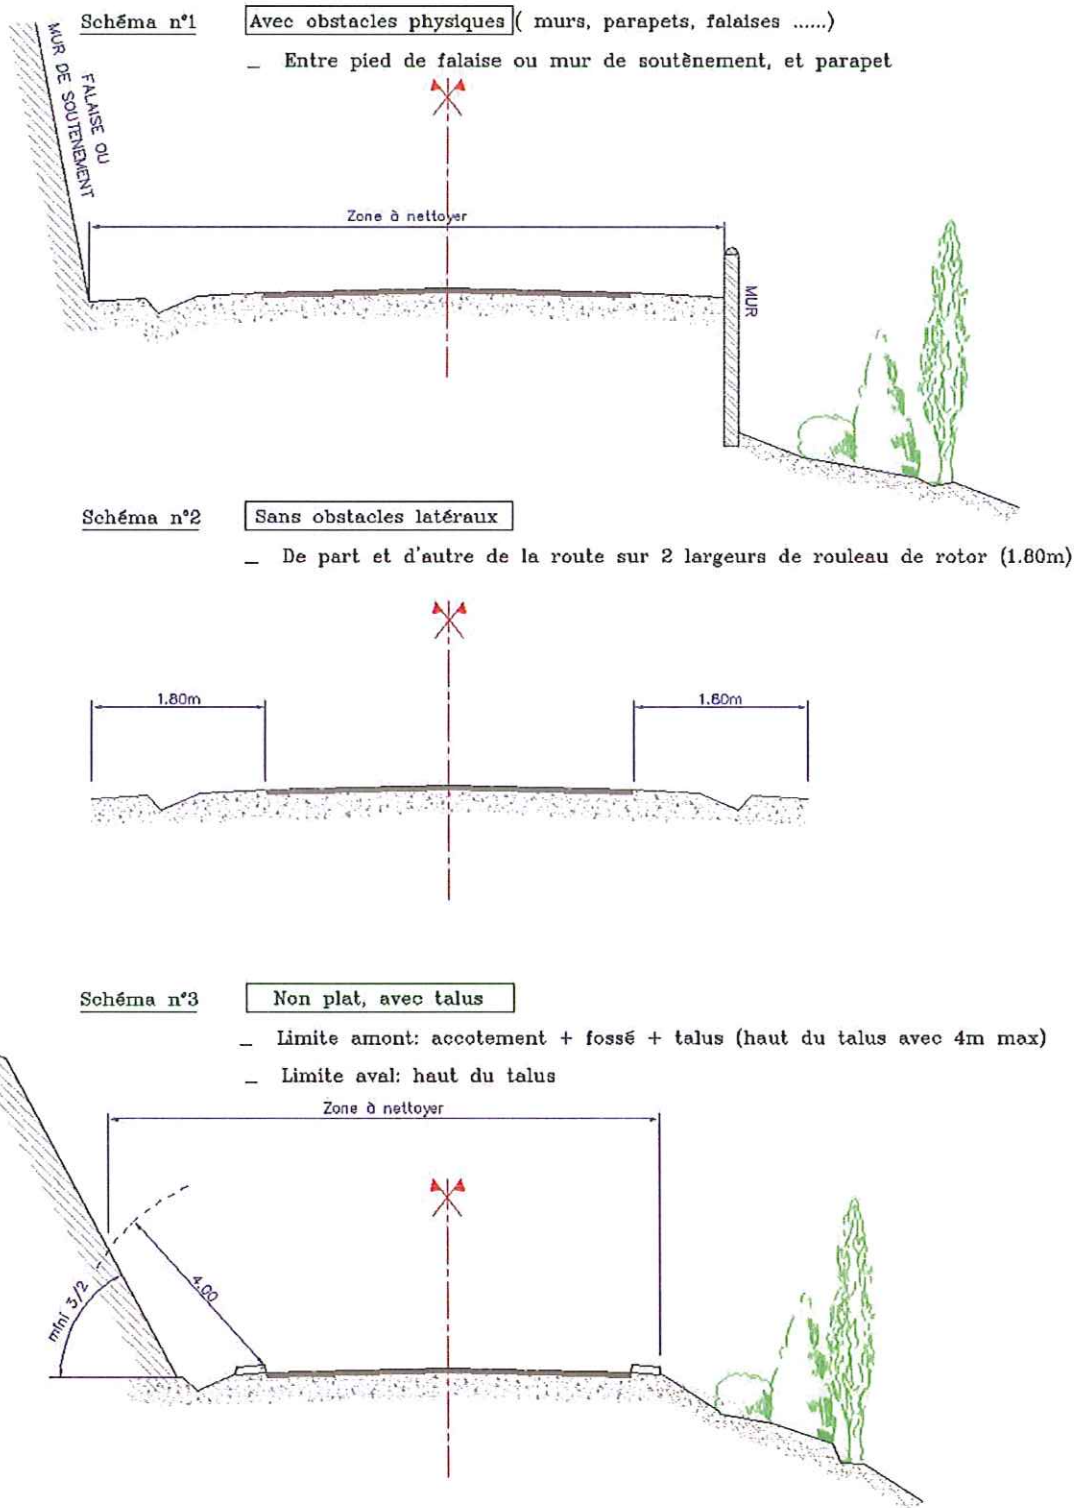 Schéma n°1 Avec obstacles physiques ( murs, parapets, falaises ......)
_ Entre pied de falaise ou mur de soutènement, et parapet
FALAISE OU
MUR DE SOUTENEMENT
Zone à nettoyer
MUR
Schéma n°2 Sans obstacles latéraux
_ De part et d'autre de la route sur 2 largeurs de rouleau de rotor (1.80m)
1.80m 1.80m
Schéma n°3 Non plat, avec talus
_ Limite amont: accotement + fossé + talus (haut du talus avec 4m max)
_ Limite aval: haut du talus
Zone à nettoyer
4.00
mini 3/2